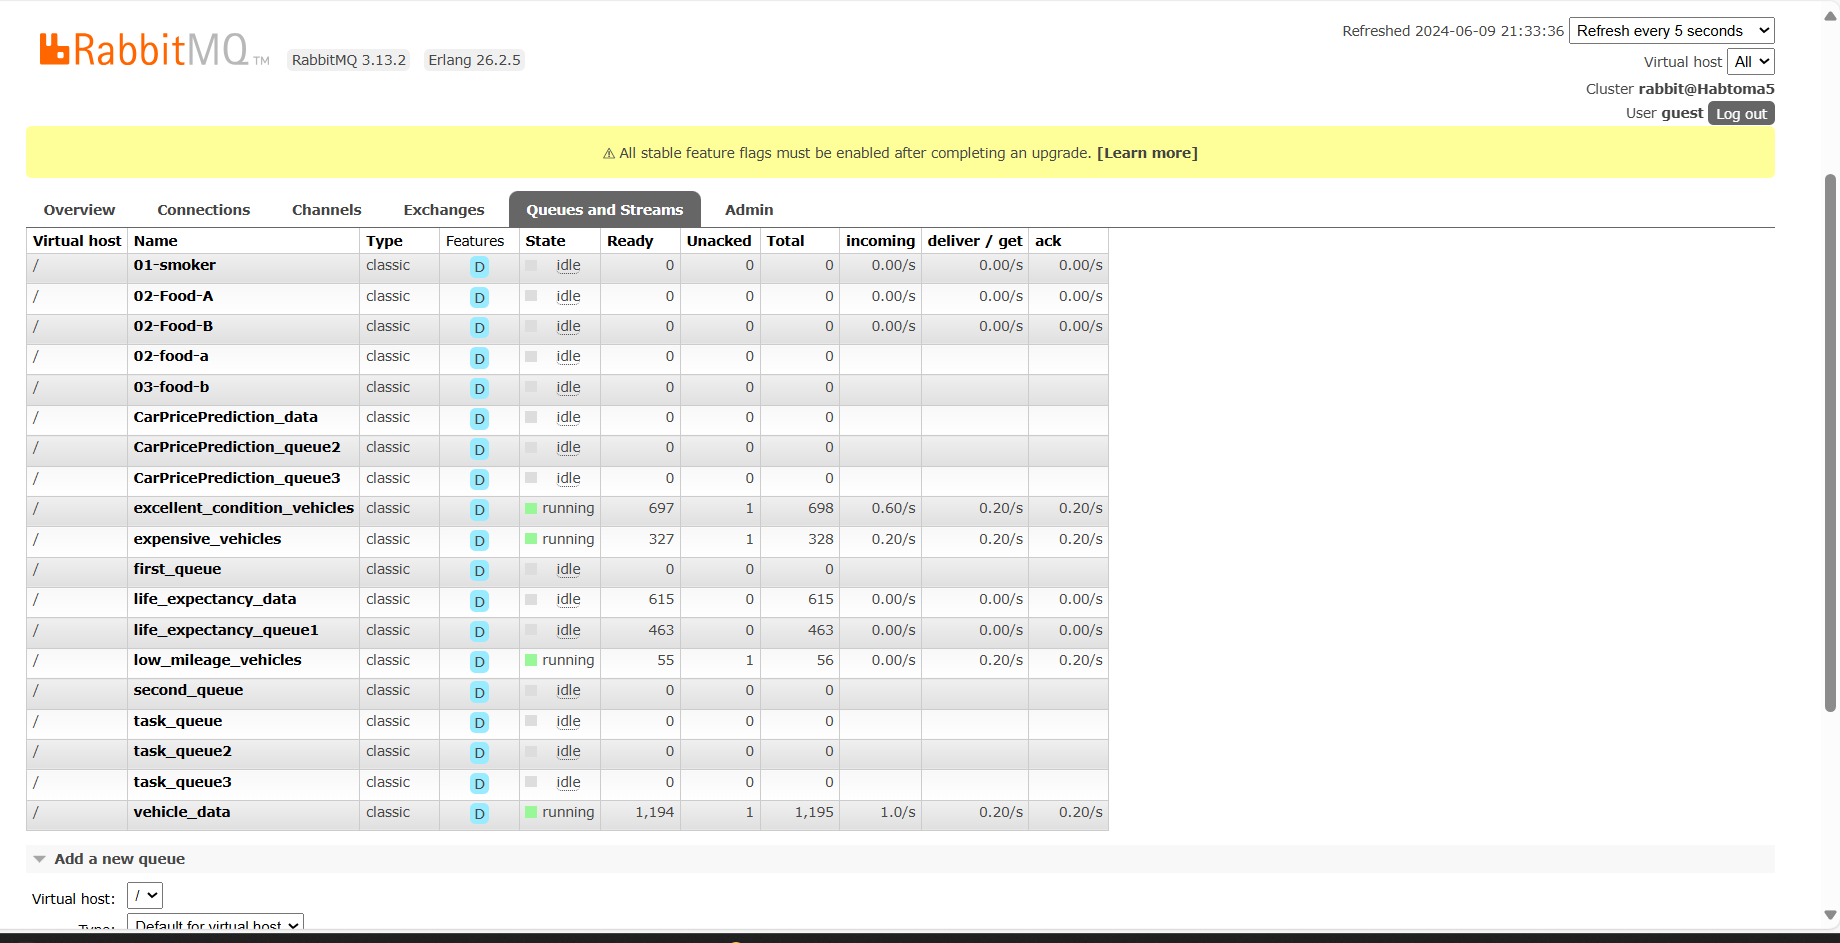 RabbitMQ TM RabbitMQ 3.13.2 Erlang 26.2.5
Refreshed 2024-06-09 21:33:36 Refresh every 5 seconds
Virtual host All
Cluster rabbit@Habtoma5
User guest Log out
⚠ All stable feature flags must be enabled after completing an upgrade. [Learn more]
Overview Connections Channels Exchanges Queues and Streams Admin
Virtual host Name Type Features State Ready Unacked Total incoming deliver / get ack
/ 01-smoker classic D idle 0 0 0 0.00/s 0.00/s 0.00/s
/ 02-Food-A classic D idle 0 0 0 0.00/s 0.00/s 0.00/s
/ 02-Food-B classic D idle 0 0 0 0.00/s 0.00/s 0.00/s
/ 02-food-a classic D idle 0 0 0
/ 03-food-b classic D idle 0 0 0
/ CarPricePrediction_data classic D idle 0 0 0
/ CarPricePrediction_queue2 classic D idle 0 0 0
/ CarPricePrediction_queue3 classic D idle 0 0 0
/ excellent_condition_vehicles classic D running 697 1 698 0.60/s 0.20/s 0.20/s
/ expensive_vehicles classic D running 327 1 328 0.20/s 0.20/s 0.20/s
/ first_queue classic D idle 0 0 0
/ life_expectancy_data classic D idle 615 0 615 0.00/s 0.00/s 0.00/s
/ life_expectancy_queue1 classic D idle 463 0 463 0.00/s 0.00/s 0.00/s
/ low_mileage_vehicles classic D running 55 1 56 0.00/s 0.20/s 0.20/s
/ second_queue classic D idle 0 0 0
/ task_queue classic D idle 0 0 0
/ task_queue2 classic D idle 0 0 0
/ task_queue3 classic D idle 0 0 0
/ vehicle_data classic D running 1,194 1 1,195 1.0/s 0.20/s 0.20/s
Add a new queue
Virtual host: /
Type: Default for virtual host